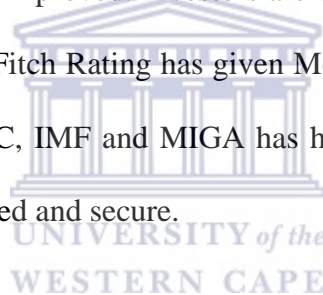 Fitch Rating has given
C, IMF and MIGA has
ed and secure.
UNIVERSITY of the
WESTERN CAPE